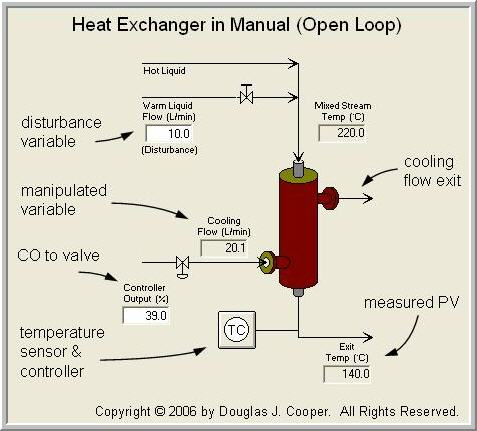 Heat Exchanger in Manual (Open Loop)
Hot Liquid
Warm Liquid
Flow (L/min)
10.0
(Disturbance)
disturbance
variable
Mixed Stream
Temp (˚C)
220.0
cooling
flow exit
manipulated
variable
Cooling
Flow (L/min)
20.1
CO to valve
Controller
Output (%)
39.0
measured PV
temperature
sensor &
controller
TC
Exit
Temp (˚C)
140.0
Copyright © 2006 by Douglas J. Cooper.  All Rights Reserved.